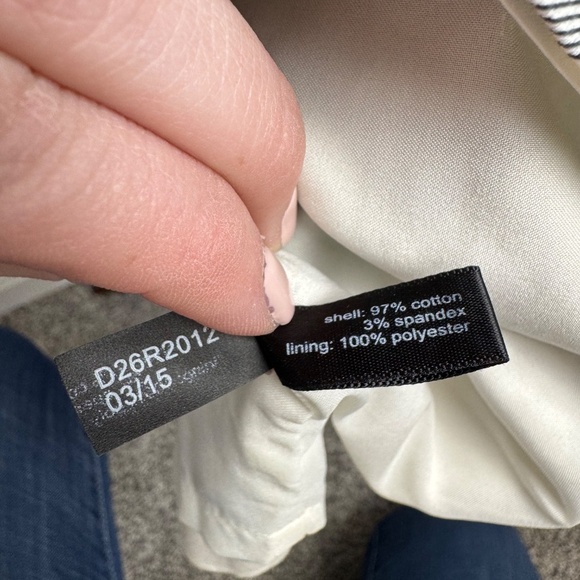 D26R2012
03/15
shell: 97% cotton
3% spandex
lining: 100% polyester